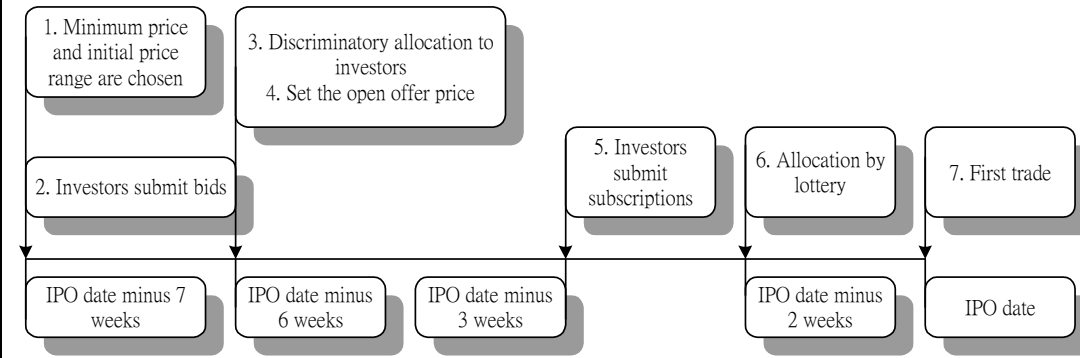 1. Minimum price
and initial price
range are chosen
3. Discriminatory allocation to
investors
4. Set the open offer price
2. Investors submit bids
5. Investors
submit
subscriptions
6. Allocation by
lottery
7. First trade
IPO date minus 7
weeks
IPO date minus
6 weeks
IPO date minus
3 weeks
IPO date minus
2 weeks
IPO date